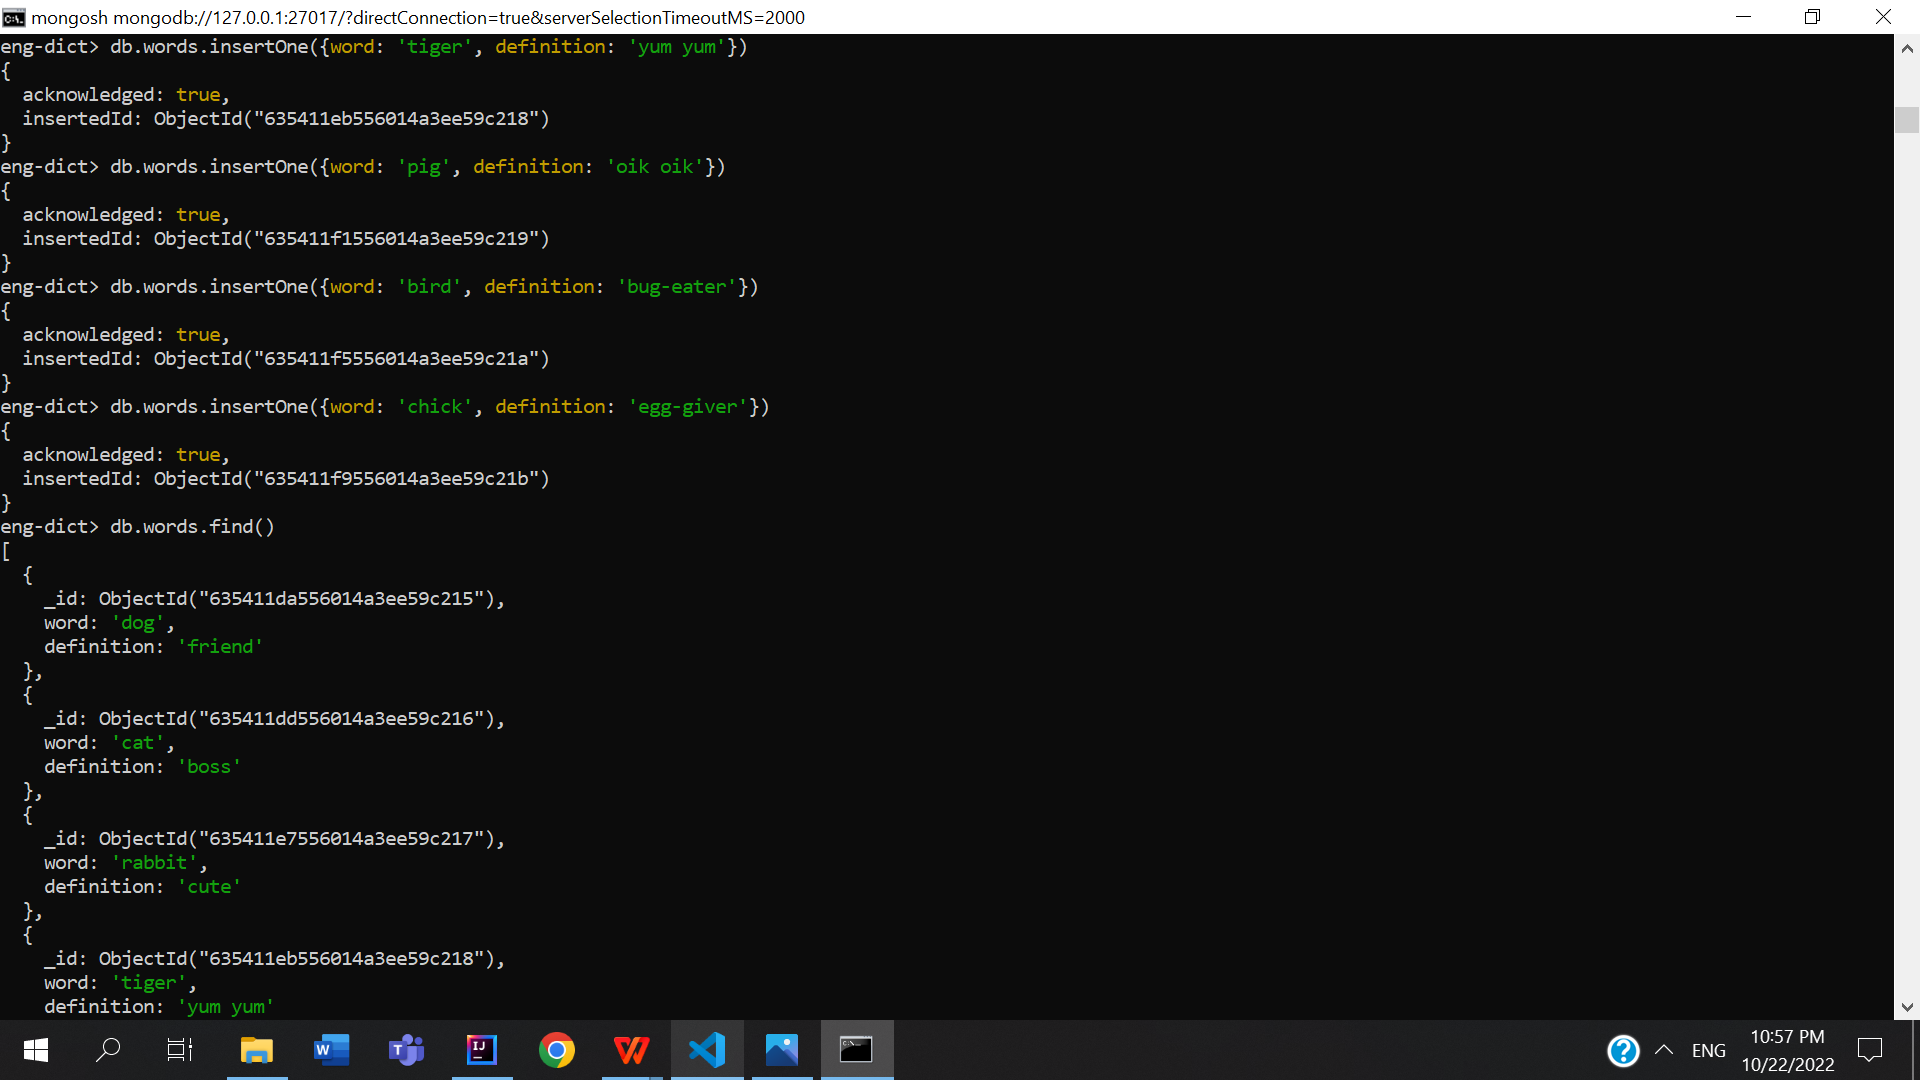 mongosh mongodb://127.0.0.1:27017/?directConnection=true&serverSelectionTimeoutMS=2000
eng-dict> db.words.insertOne({word: 'tiger', definition: 'yum yum'})
{
  acknowledged: true,
  insertedId: ObjectId("635411eb556014a3ee59c218")
}
eng-dict> db.words.insertOne({word: 'pig', definition: 'oik oik'})
{
  acknowledged: true,
  insertedId: ObjectId("635411f1556014a3ee59c219")
}
eng-dict> db.words.insertOne({word: 'bird', definition: 'bug-eater'})
{
  acknowledged: true,
  insertedId: ObjectId("635411f5556014a3ee59c21a")
}
eng-dict> db.words.insertOne({word: 'chick', definition: 'egg-giver'})
{
  acknowledged: true,
  insertedId: ObjectId("635411f9556014a3ee59c21b")
}
eng-dict> db.words.find()
[
  {
    _id: ObjectId("635411da556014a3ee59c215"),
    word: 'dog',
    definition: 'friend'
  },
  {
    _id: ObjectId("635411dd556014a3ee59c216"),
    word: 'cat',
    definition: 'boss'
  },
  {
    _id: ObjectId("635411e7556014a3ee59c217"),
    word: 'rabbit',
    definition: 'cute'
  },
  {
    _id: ObjectId("635411eb556014a3ee59c218"),
    word: 'tiger',
    definition: 'yum yum'
ENG
10:57 PM
10/22/2022